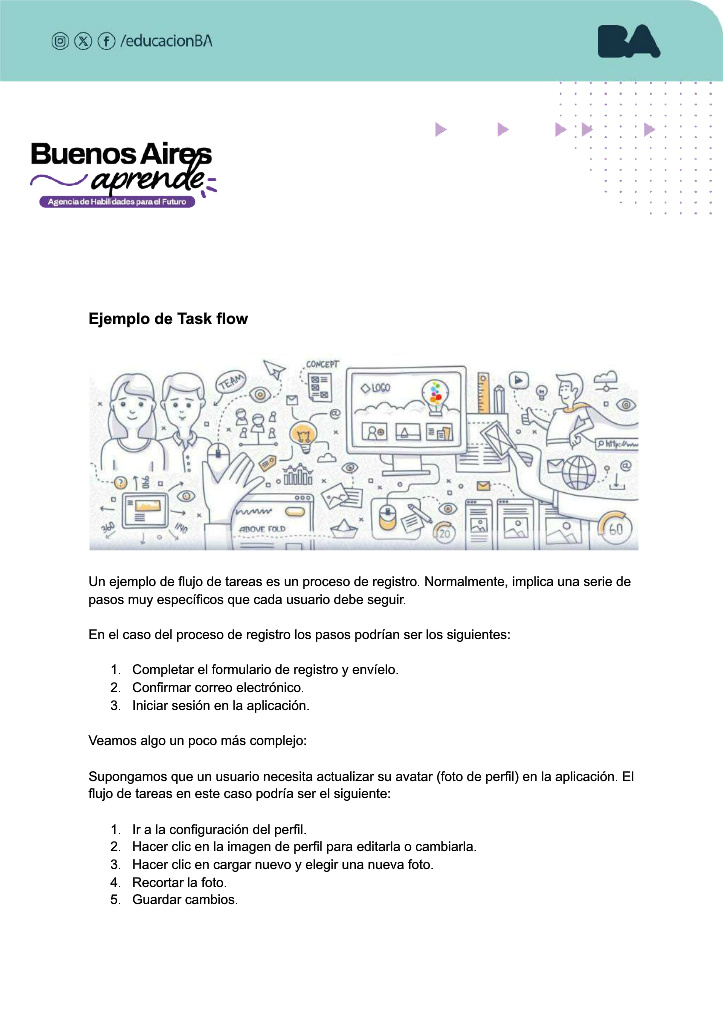 /educacionBA
BA
Buenos Aires
aprende
Agencia de Habilidades para el Futuro
Ejemplo de Task flow
TEAM
CONCEPT
LOGO
http://
ABOVE FOLD
360
20
60
Un ejemplo de flujo de tareas es un proceso de registro. Normalmente, implica una serie de
pasos muy específicos que cada usuario debe seguir.
En el caso del proceso de registro los pasos podrían ser los siguientes:
1. Completar el formulario de registro y envíelo.
2. Confirmar correo electrónico.
3. Iniciar sesión en la aplicación.
Veamos algo un poco más complejo:
Supongamos que un usuario necesita actualizar su avatar (foto de perfil) en la aplicación. El
flujo de tareas en este caso podría ser el siguiente:
1. Ir a la configuración del perfil.
2. Hacer clic en la imagen de perfil para editarla o cambiarla.
3. Hacer clic en cargar nuevo y elegir una nueva foto.
4. Recortar la foto.
5. Guardar cambios.